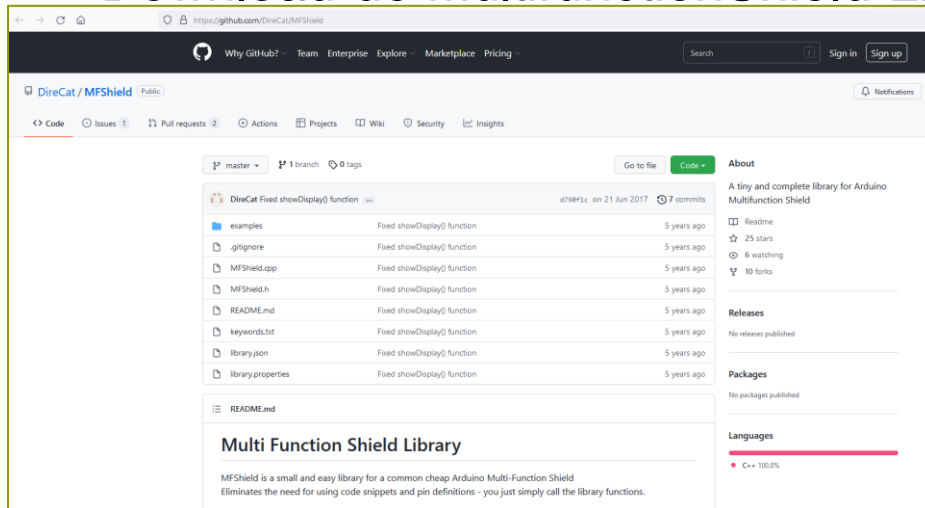 https://github.com/DireCat/MFShield
Why GitHub? Team Enterprise Explore Marketplace Pricing Search / Sign in Sign up
DireCat / MFShield Public Notifications
Code Issues 1 Pull requests 2 Actions Projects Wiki Security Insights
master 1 branch 0 tags Go to file Code
DireCat Fixed showDisplay() function ... d790f1c on 21 Jun 2017 7 commits
examples Fixed showDisplay() function 5 years ago
.gitignore Fixed showDisplay() function 5 years ago
MFShield.cpp Fixed showDisplay() function 5 years ago
MFShield.h Fixed showDisplay() function 5 years ago
README.md Fixed showDisplay() function 5 years ago
keywords.txt Fixed showDisplay() function 5 years ago
library.json Fixed showDisplay() function 5 years ago
library.properties Fixed showDisplay() function 5 years ago
README.md
Multi Function Shield Library
MFShield is a small and easy library for a common cheap Arduino Multi-Function Shield
Eliminates the need for using code snippets and pin definitions - you just simply call the library functions.
About
A tiny and complete library for Arduino
Multifunction Shield
Readme
25 stars
6 watching
10 forks
Releases
No releases published
Packages
No packages published
Languages
C++ 100.0%